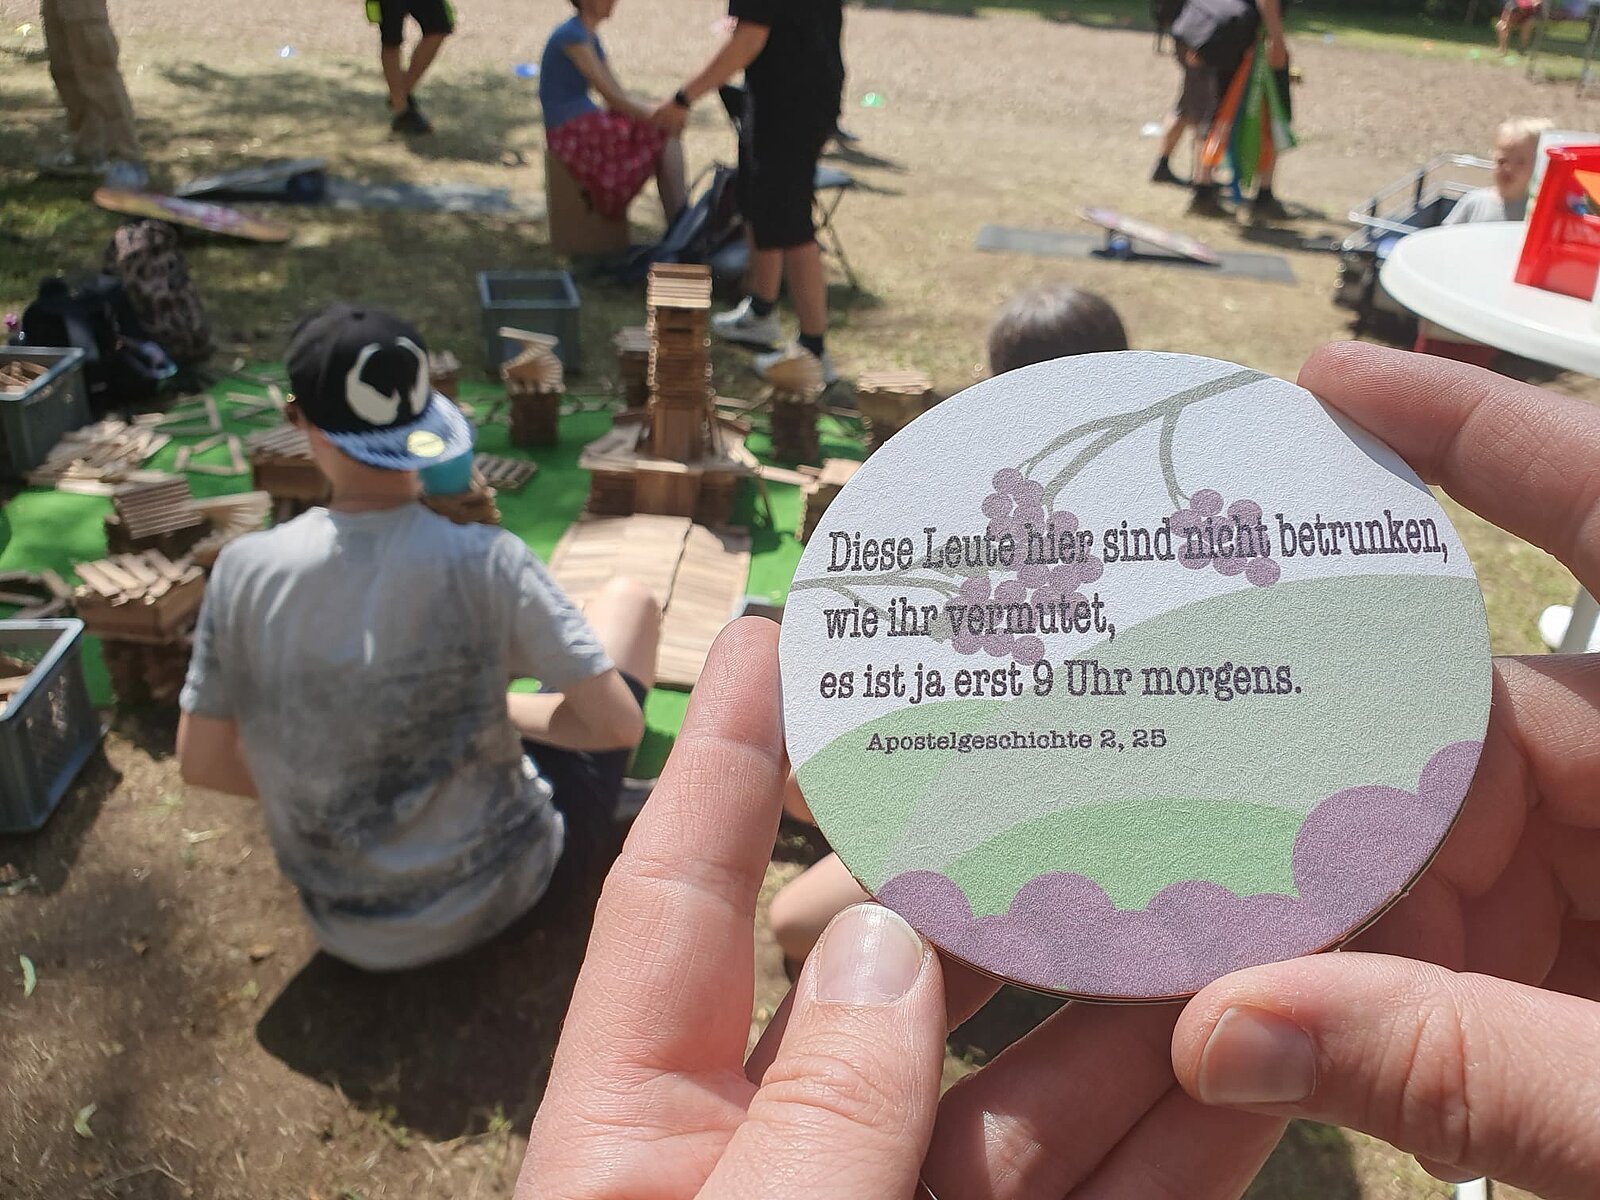 Diese Leute hier sind nicht betrunken,
wie ihr vermutet,
es ist ja erst 9 Uhr morgens.
Apostelgeschichte 2, 25